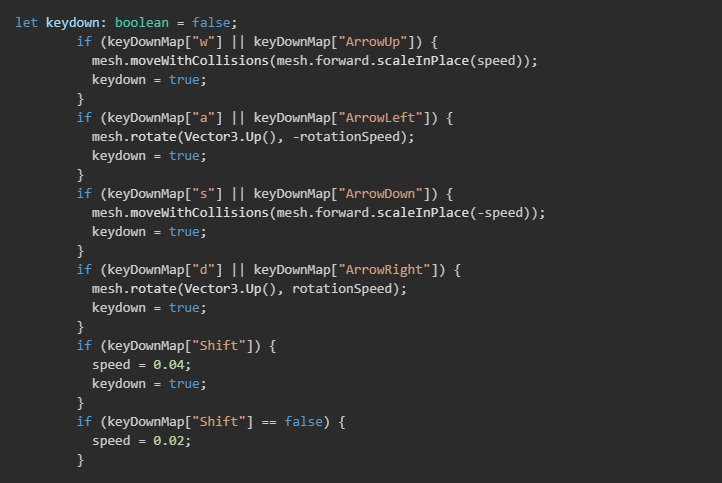 let keydown: boolean = false;
        if (keyDownMap["w"] || keyDownMap["ArrowUp"]) {
          mesh.moveWithCollisions(mesh.forward.scaleInPlace(speed));
          keydown = true;
        }
        if (keyDownMap["a"] || keyDownMap["ArrowLeft"]) {
          mesh.rotate(Vector3.Up(), -rotationSpeed);
          keydown = true;
        }
        if (keyDownMap["s"] || keyDownMap["ArrowDown"]) {
          mesh.moveWithCollisions(mesh.forward.scaleInPlace(-speed));
          keydown = true;
        }
        if (keyDownMap["d"] || keyDownMap["ArrowRight"]) {
          mesh.rotate(Vector3.Up(), rotationSpeed);
          keydown = true;
        }
        if (keyDownMap["Shift"]) {
          speed = 0.04;
          keydown = true;
        }
        if (keyDownMap["Shift"] == false) {
          speed = 0.02;
        }